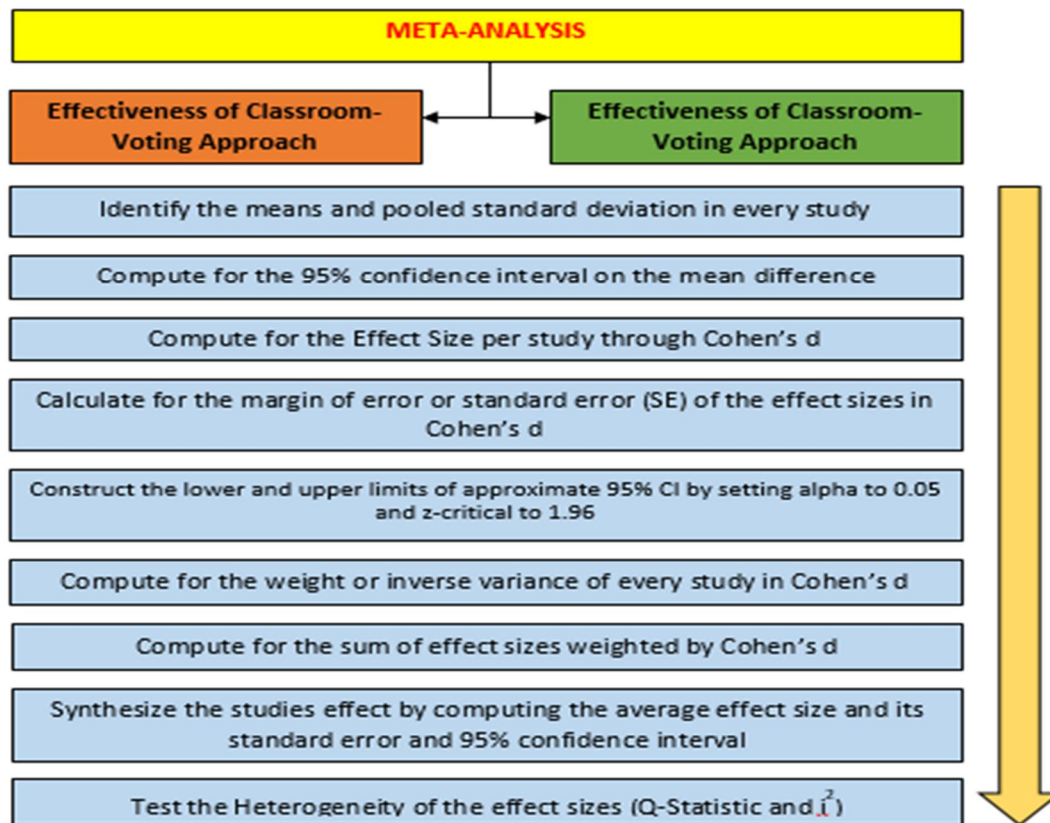 META-ANALYSIS
Effectiveness of Classroom-
Voting Approach
Effectiveness of Classroom-
Voting Approach
Identify the means and pooled standard deviation in every study
Compute for the 95% confidence interval on the mean difference
Compute for the Effect Size per study through Cohen's d
Calculate for the margin of error or standard error (SE) of the effect sizes in
Cohen's d
Construct the lower and upper limits of approximate 95% CI by setting alpha to 0.05
and z-critical to 1.96
Compute for the weight or inverse variance of every study in Cohen's d
Compute for the sum of effect sizes weighted by Cohen's d
Synthesize the studies effect by computing the average effect size and its
standard error and 95% confidence interval
Test the Heterogeneity of the effect sizes (Q-Statistic and i²)